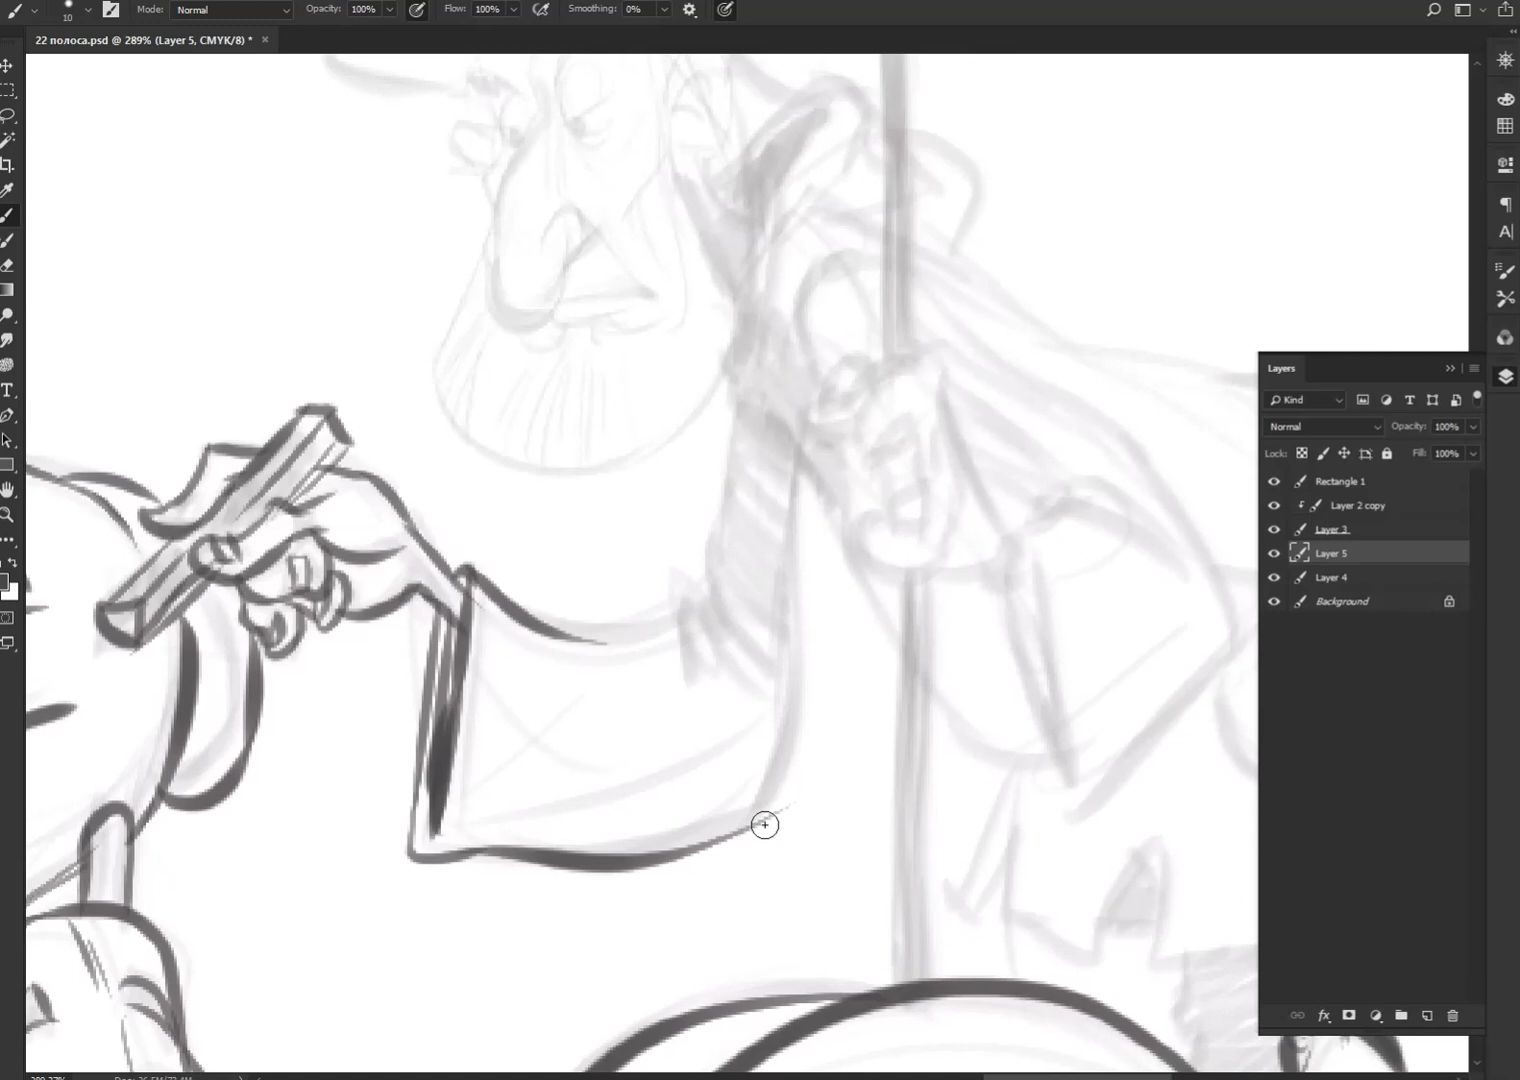 10
Mode: Normal
Opacity: 100%
Flow: 100%
Smoothing: 0%
22 полоса.psd @ 289% (Layer 5, CMYK/8) *
Layers
Kind
Normal
Opacity: 100%
Lock:
Fill: 100%
Rectangle 1
Layer 2 copy
Layer 3
Layer 5
Layer 4
Background